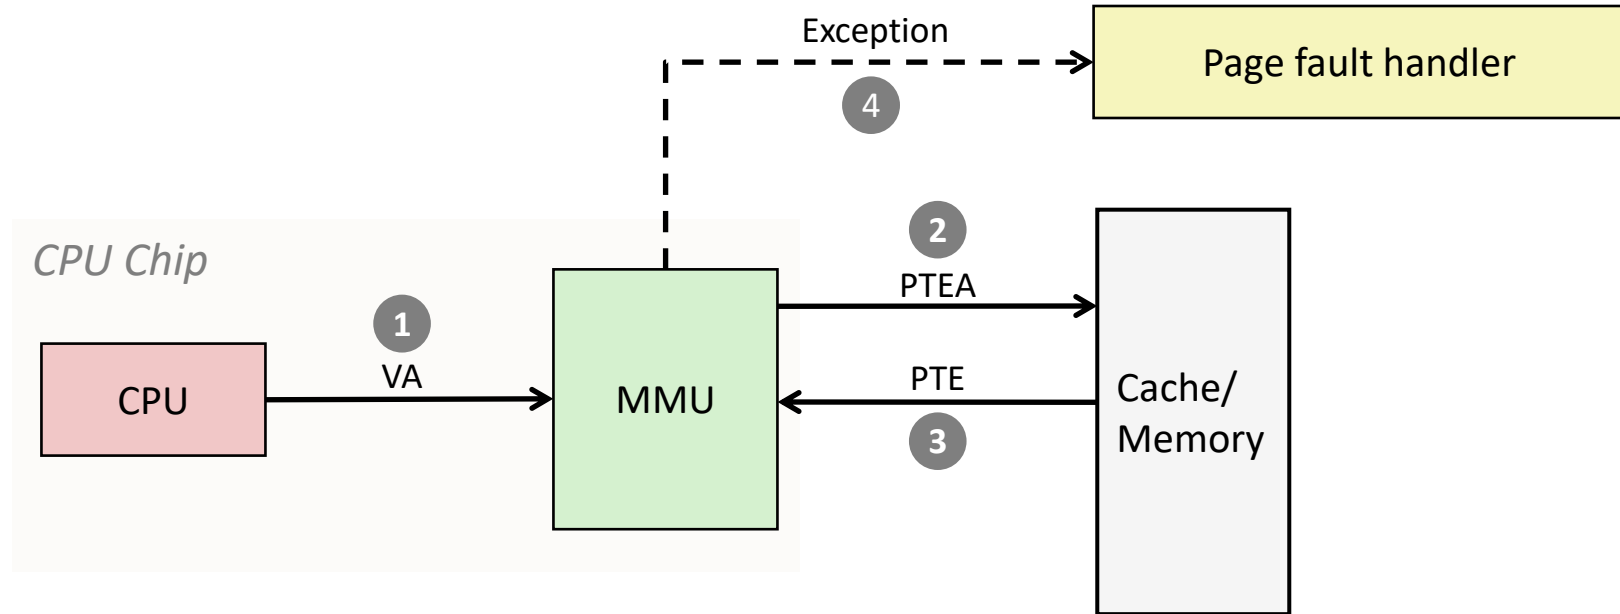 Exception
Page fault handler
4
CPU Chip
2
PTEA
1
VA
CPU
MMU
PTE
3
Cache/
Memory